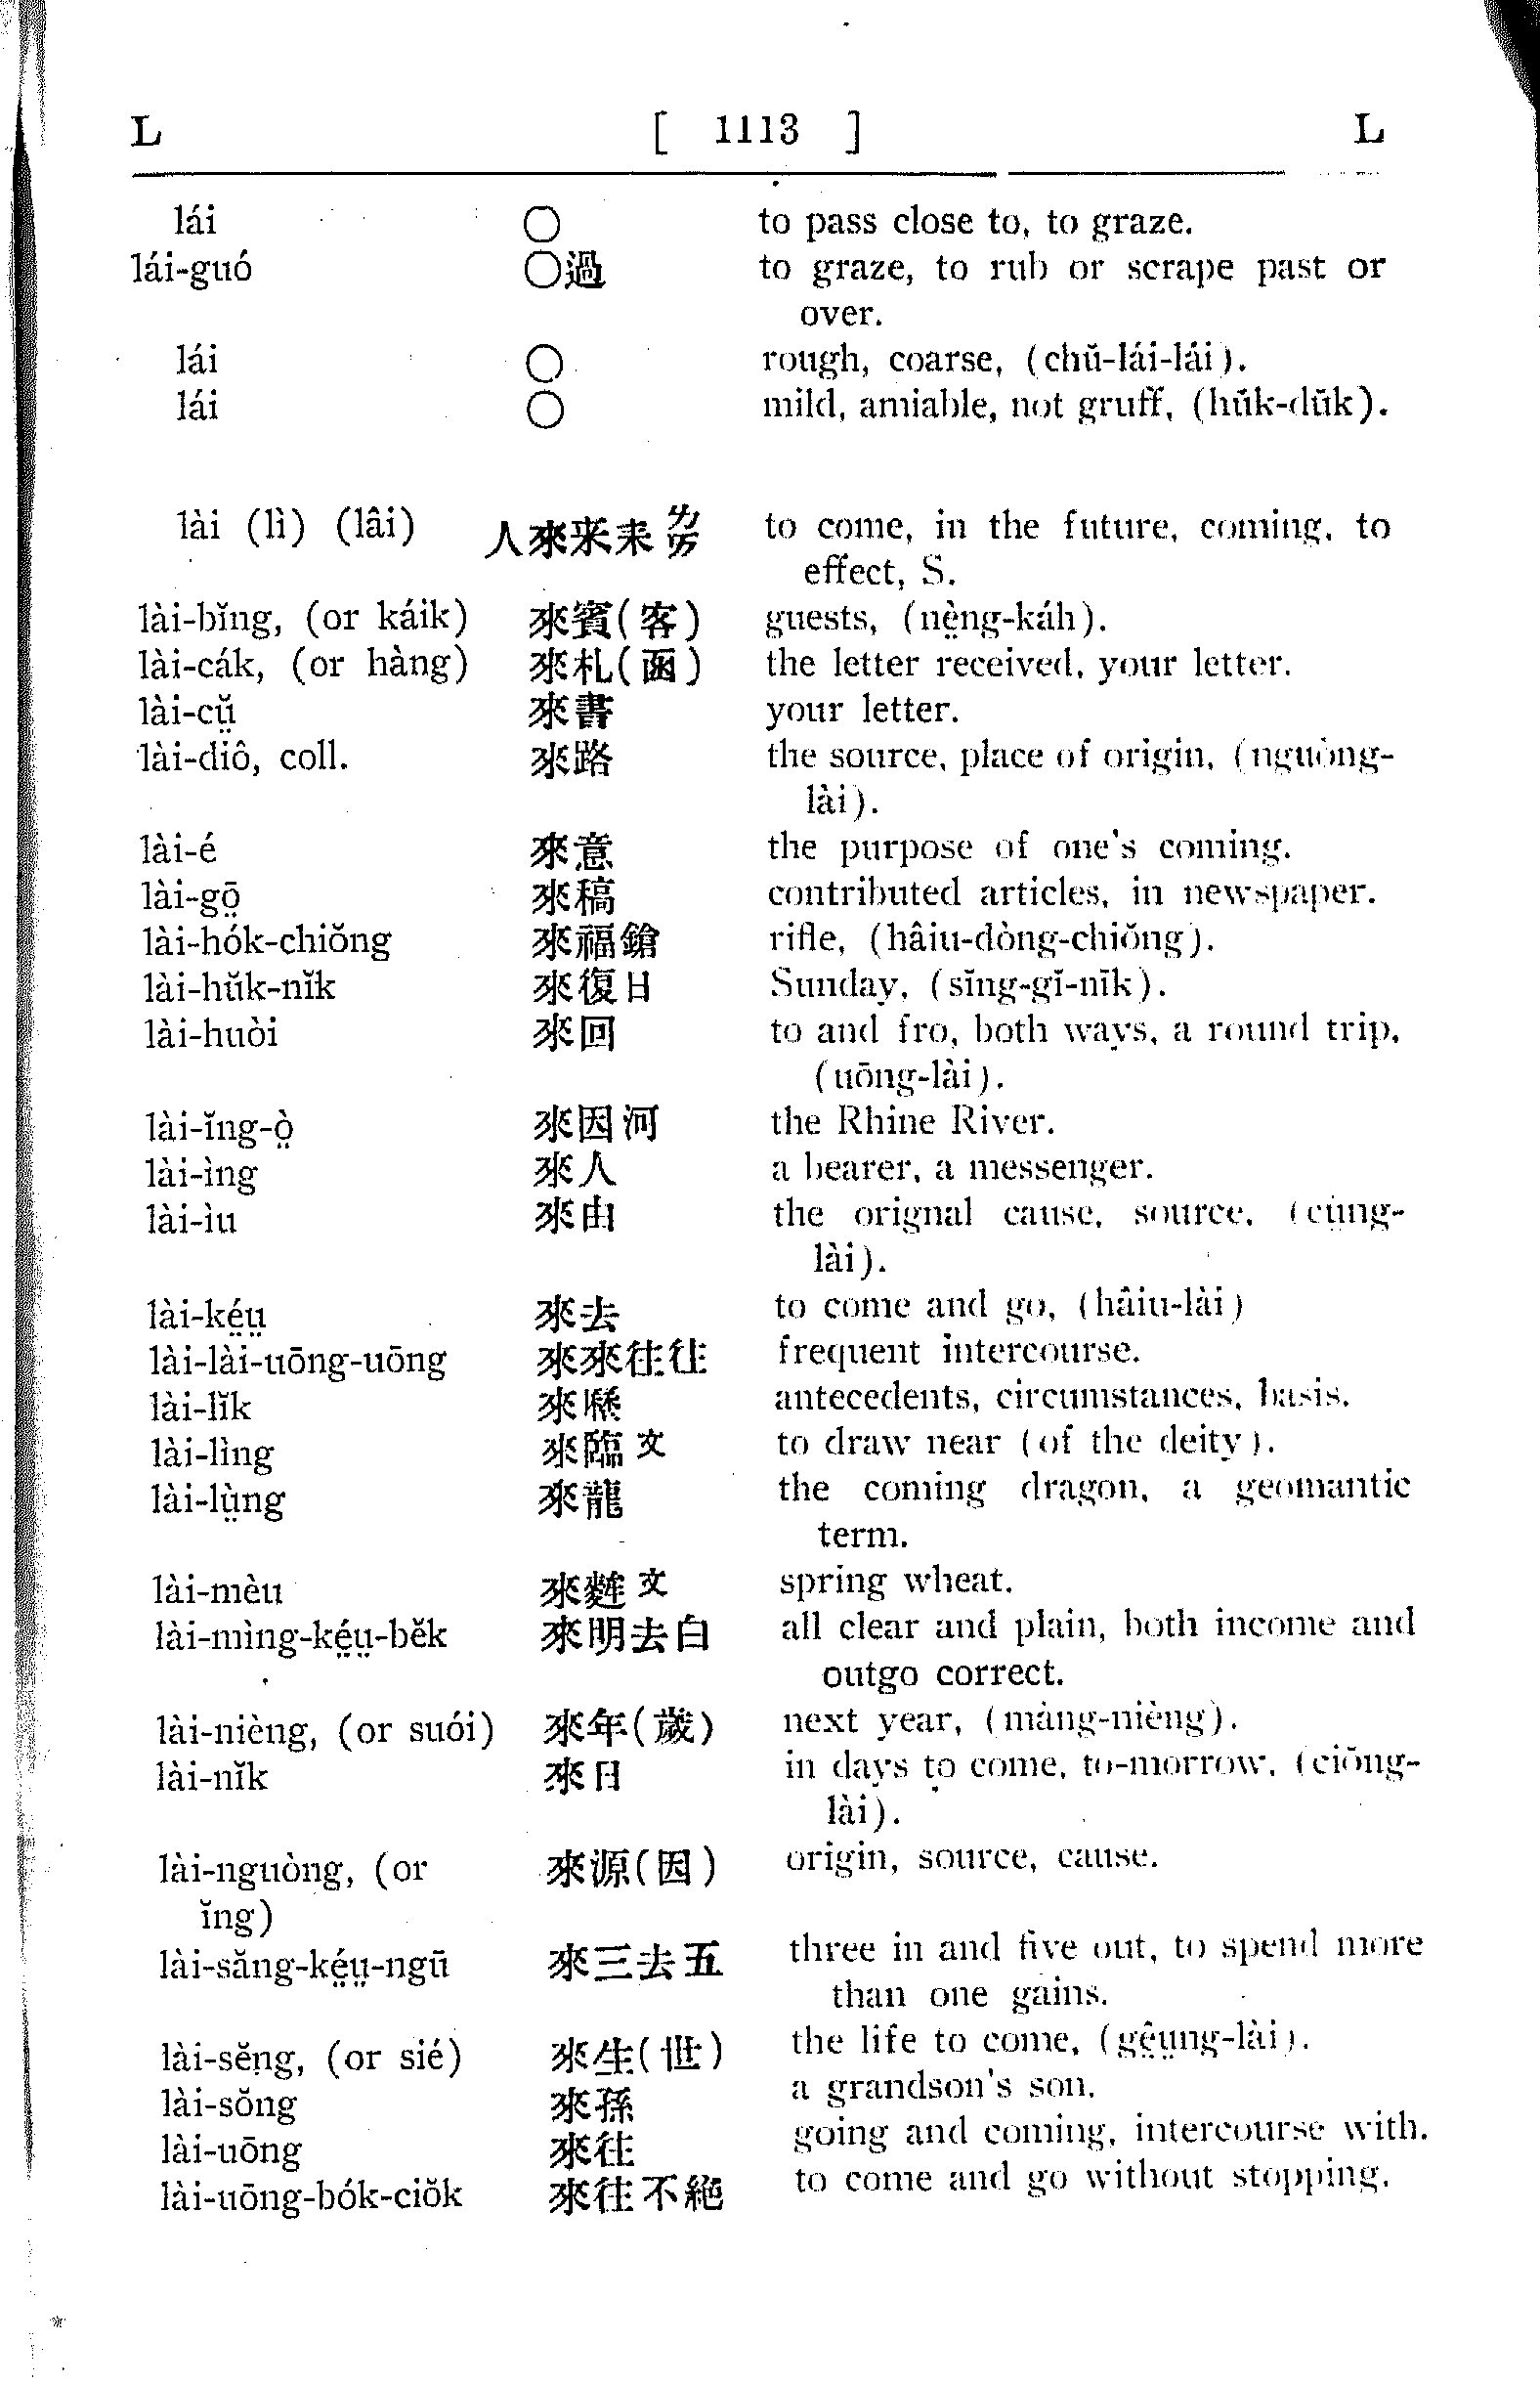 L [ 1113 ] L
lái ○ to pass close to, to graze.
lái-guó ○過 to graze, to rub or scrape past or
over.
lái ○ rough, coarse, (chŭ-lái-lái).
lái ○ mild, amiable, not gruff, (hŭk-dŭk).
lài (lì) (lâi) 人來来耒 to come, in the future, coming, to
effect, S.
lài-bĭng, (or káik) 來賓(客) guests, (nè̤ng-káh).
lài-cák, (or hàng) 來札(函) the letter received, your letter.
lài-cṳ̆ 來書 your letter.
lài-diô, coll. 來路 the source, place of origin, (nguòng-
lài).
lài-é 來意 the purpose of one's coming.
lài-gō̤ 來稿 contributed articles, in newspaper.
lài-hók-chiŏng 來福鎗 rifle, (hâiu-dòng-chiŏng).
lài-hŭk-nĭk 來復日 Sunday, (sĭng-gĭ-nĭk).
lài-huòi 來回 to and fro, both ways, a round trip,
(uōng-lài).
lài-ĭng-ò̤ 來因河 the Rhine River.
lài-ìng 來人 a bearer, a messenger.
lài-ìu 來由 the orignal cause, source, (cṳ̀ng-
lài).
lài-ké̤ṳ 來去 to come and go, (hâiu-lài)
lài-lài-uōng-uōng 來來往往 frequent intercourse.
lài-lĭk 來歷 antecedents, circumstances, basis.
lài-lìng 來臨文 to draw near (of the deity).
lài-lṳ̀ng 來龍 the coming dragon, a geomantic
term.
lài-mèu 來麰文 spring wheat.
lài-mìng-ké̤ṳ-bĕk 來明去白 all clear and plain, both income and
outgo correct.
lài-nièng, (or suói) 來年(歲) next year, (màng-nièng).
lài-nĭk 來日 in days to come, to-morrow, (ciŏng-
lài).
lài-nguòng, (or 來源(因) origin, source, cause.
ĭng)
lài-săng-ké̤ṳ-ngū 來三去五 three in and five out, to spend more
than one gains.
lài-sĕ̤ng, (or sié) 來生(世) the life to come, (gê̤ṳng-lài).
lài-sŏng 來孫 a grandson's son.
lài-uōng 來往 going and coming, intercourse with.
lài-uōng-bók-ciŏk 來往不絕 to come and go without stopping.